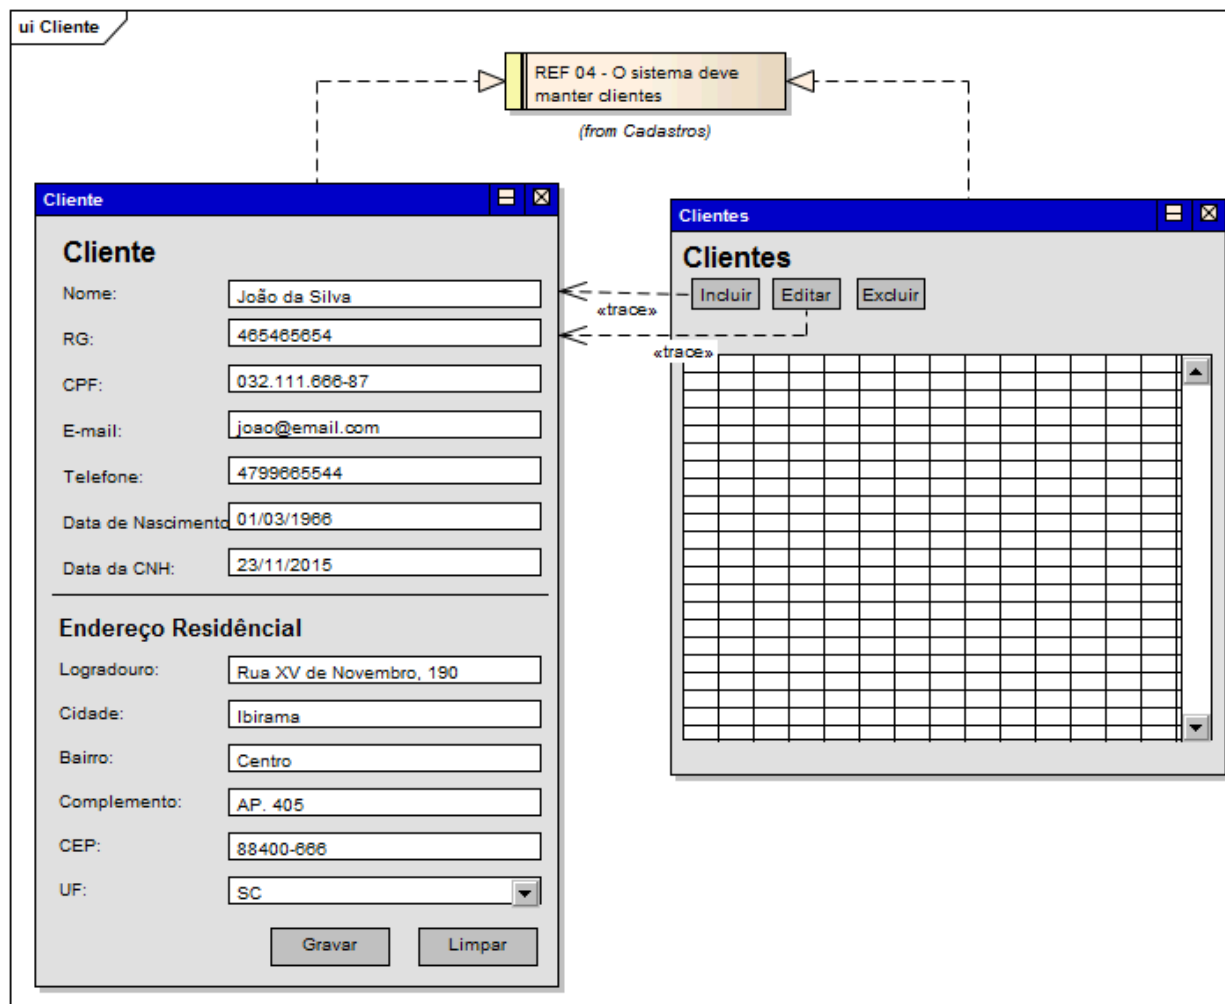 ui Cliente
REF 04 - O sistema deve
manter clientes
(from Cadastros)
Cliente
Cliente
Nome:
João da Silva
RG:
465465654
CPF:
032.111.666-87
E-mail:
joao@email.com
Telefone:
4799665544
Data de Nascimento
01/03/1966
Data da CNH:
23/11/2015
Endereço Residêncial
Logradouro:
Rua XV de Novembro, 190
Cidade:
Ibirama
Bairro:
Centro
Complemento:
AP. 405
CEP:
88400-666
UF:
SC
Gravar
Limpar
«trace»
«trace»
Clientes
Clientes
Incluir
Editar
Excluir